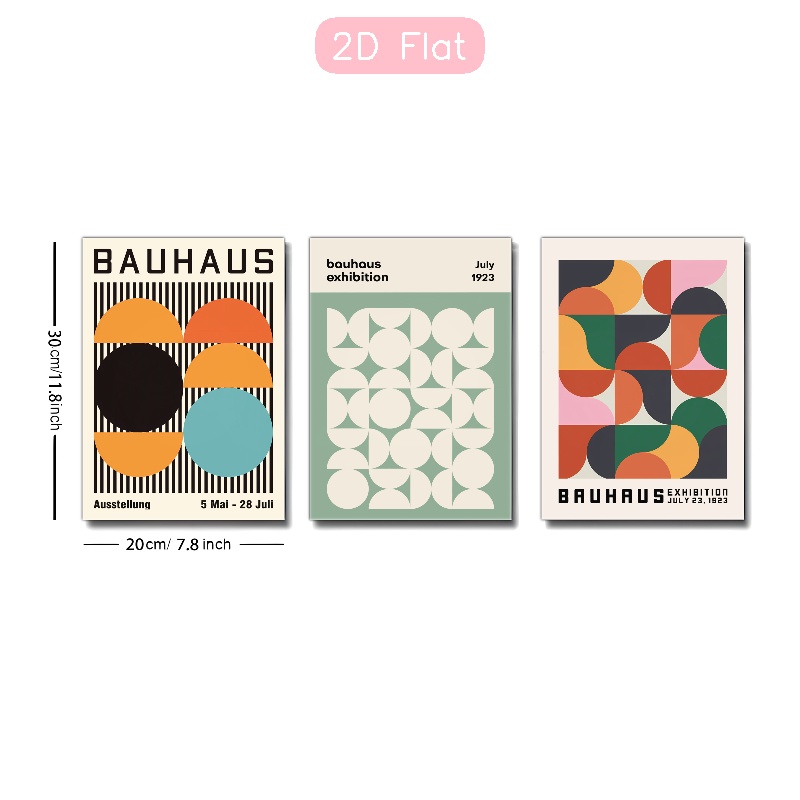 2D Flat
BAUHAUS
Ausstellung 5 Mai - 28 Juli
bauhaus
exhibition
July
1923
BAUHAUS
EXHIBITION
JULY 23, 1923
30cm/11.8inch
20cm/ 7.8 inch